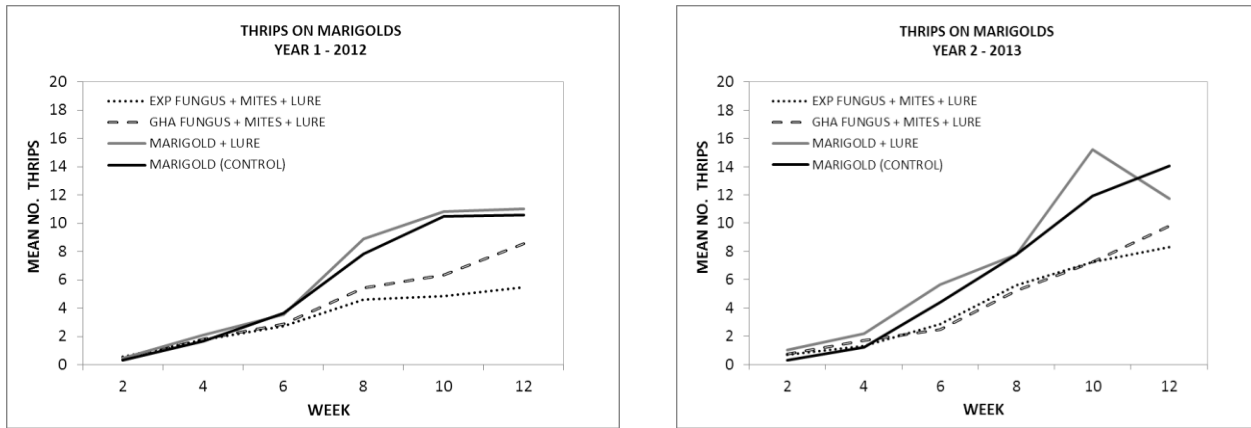 THRIPS ON MARIGOLDS
YEAR 1 - 2012
MEAN NO. THRIPS
20
18
16
14
12
10
8
6
4
2
0
EXP FUNGUS + MITES + LURE
GHA FUNGUS + MITES + LURE
MARIGOLD + LURE
MARIGOLD (CONTROL)
2 4 6 8 10 12
WEEK
THRIPS ON MARIGOLDS
YEAR 2 - 2013
MEAN NO. THRIPS
20
18
16
14
12
10
8
6
4
2
0
EXP FUNGUS + MITES + LURE
GHA FUNGUS + MITES + LURE
MARIGOLD + LURE
MARIGOLD (CONTROL)
2 4 6 8 10 12
WEEK